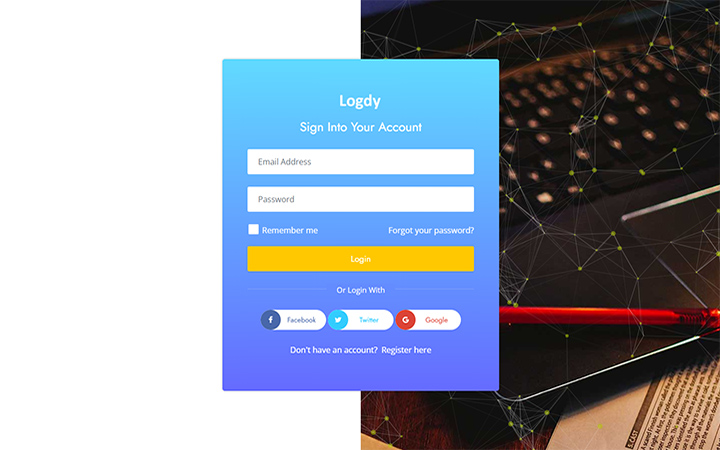 Logdy
Sign Into Your Account
Email Address
Password
Remember me
Forgot your password?
Login
Or Login With
Facebook
Twitter
Google
Don't have an account? Register here